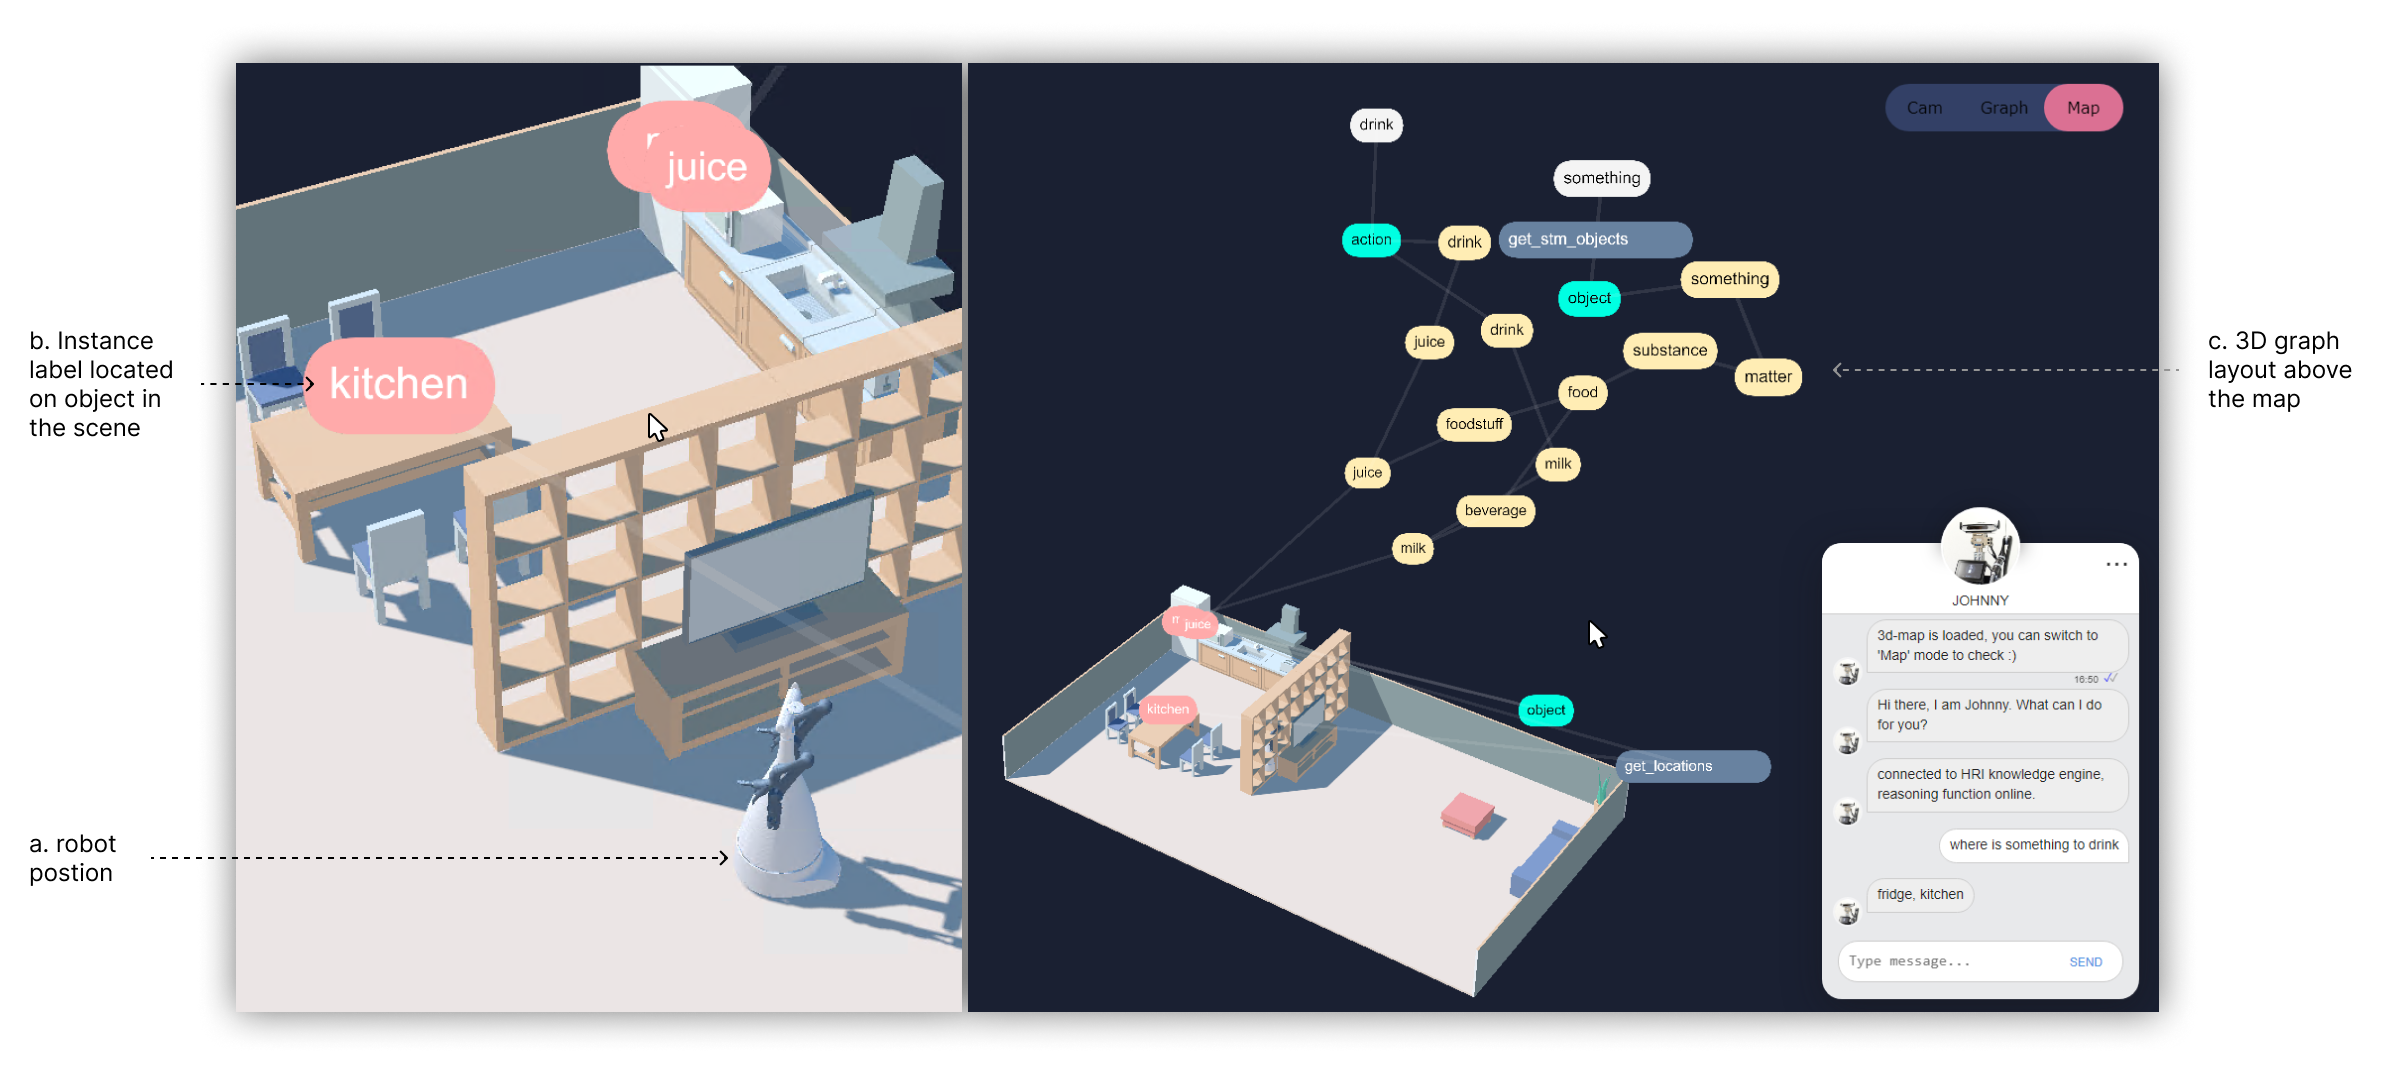 b. Instance
label located
on object in
the scene
a. robot
postion
juice
kitchen
drink
something
action
drink
get_stm_objects
something
object
drink
juice
substance
matter
food
foodstuff
milk
juice
beverage
milk
juice
kitchen
object
get_locations
Cam Graph Map
c. 3D graph
layout above
the map
JOHNNY
3d-map is loaded, you can switch to
'Map' mode to check :)
16:50
Hi there, I am Johnny. What can I do
for you?
connected to HRI knowledge engine,
reasoning function online.
where is something to drink
fridge, kitchen
Type message... SEND